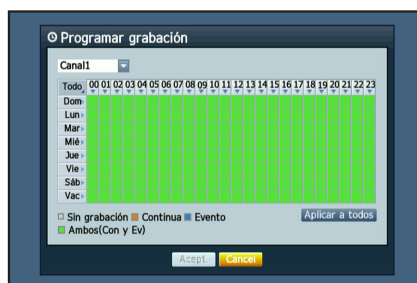 Programar grabación
Canal1
Todo 00 01 02 03 04 05 06 07 08 09 10 11 12 13 14 15 16 17 18 19 20 21 22 23
Dom
Lun
Mar
Mié
Jue
Vie
Sáb
Vac
Sin grabación Continua Evento Aplicar a todos
Ambos(Con y Ev)
Acept. Cancel